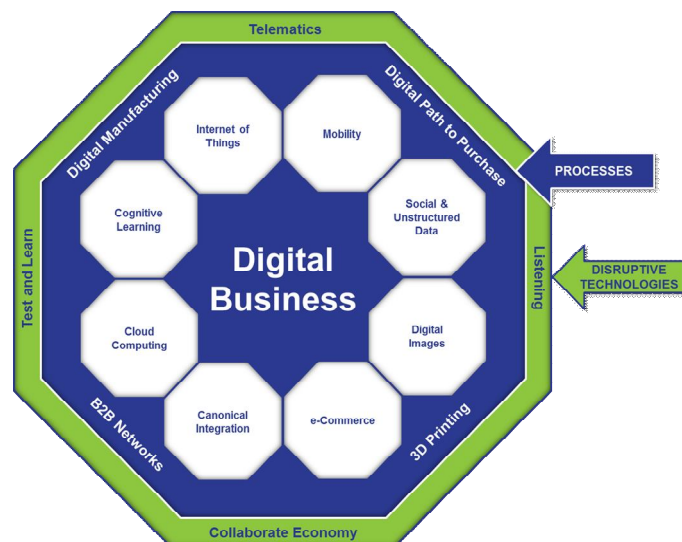 Telematics
Digital Manufacturing
Digital Path to Purchase
Internet of
Things
Mobility
PROCESSES
Cognitive
Learning
Social &
Unstructured
Data
Test and Learn
Digital
Business
Listening
DISRUPTIVE
TECHNOLOGIES
Cloud
Computing
Digital
Images
B2B Networks
Canonical
Integration
e-Commerce
3D Printing
Collaborate Economy